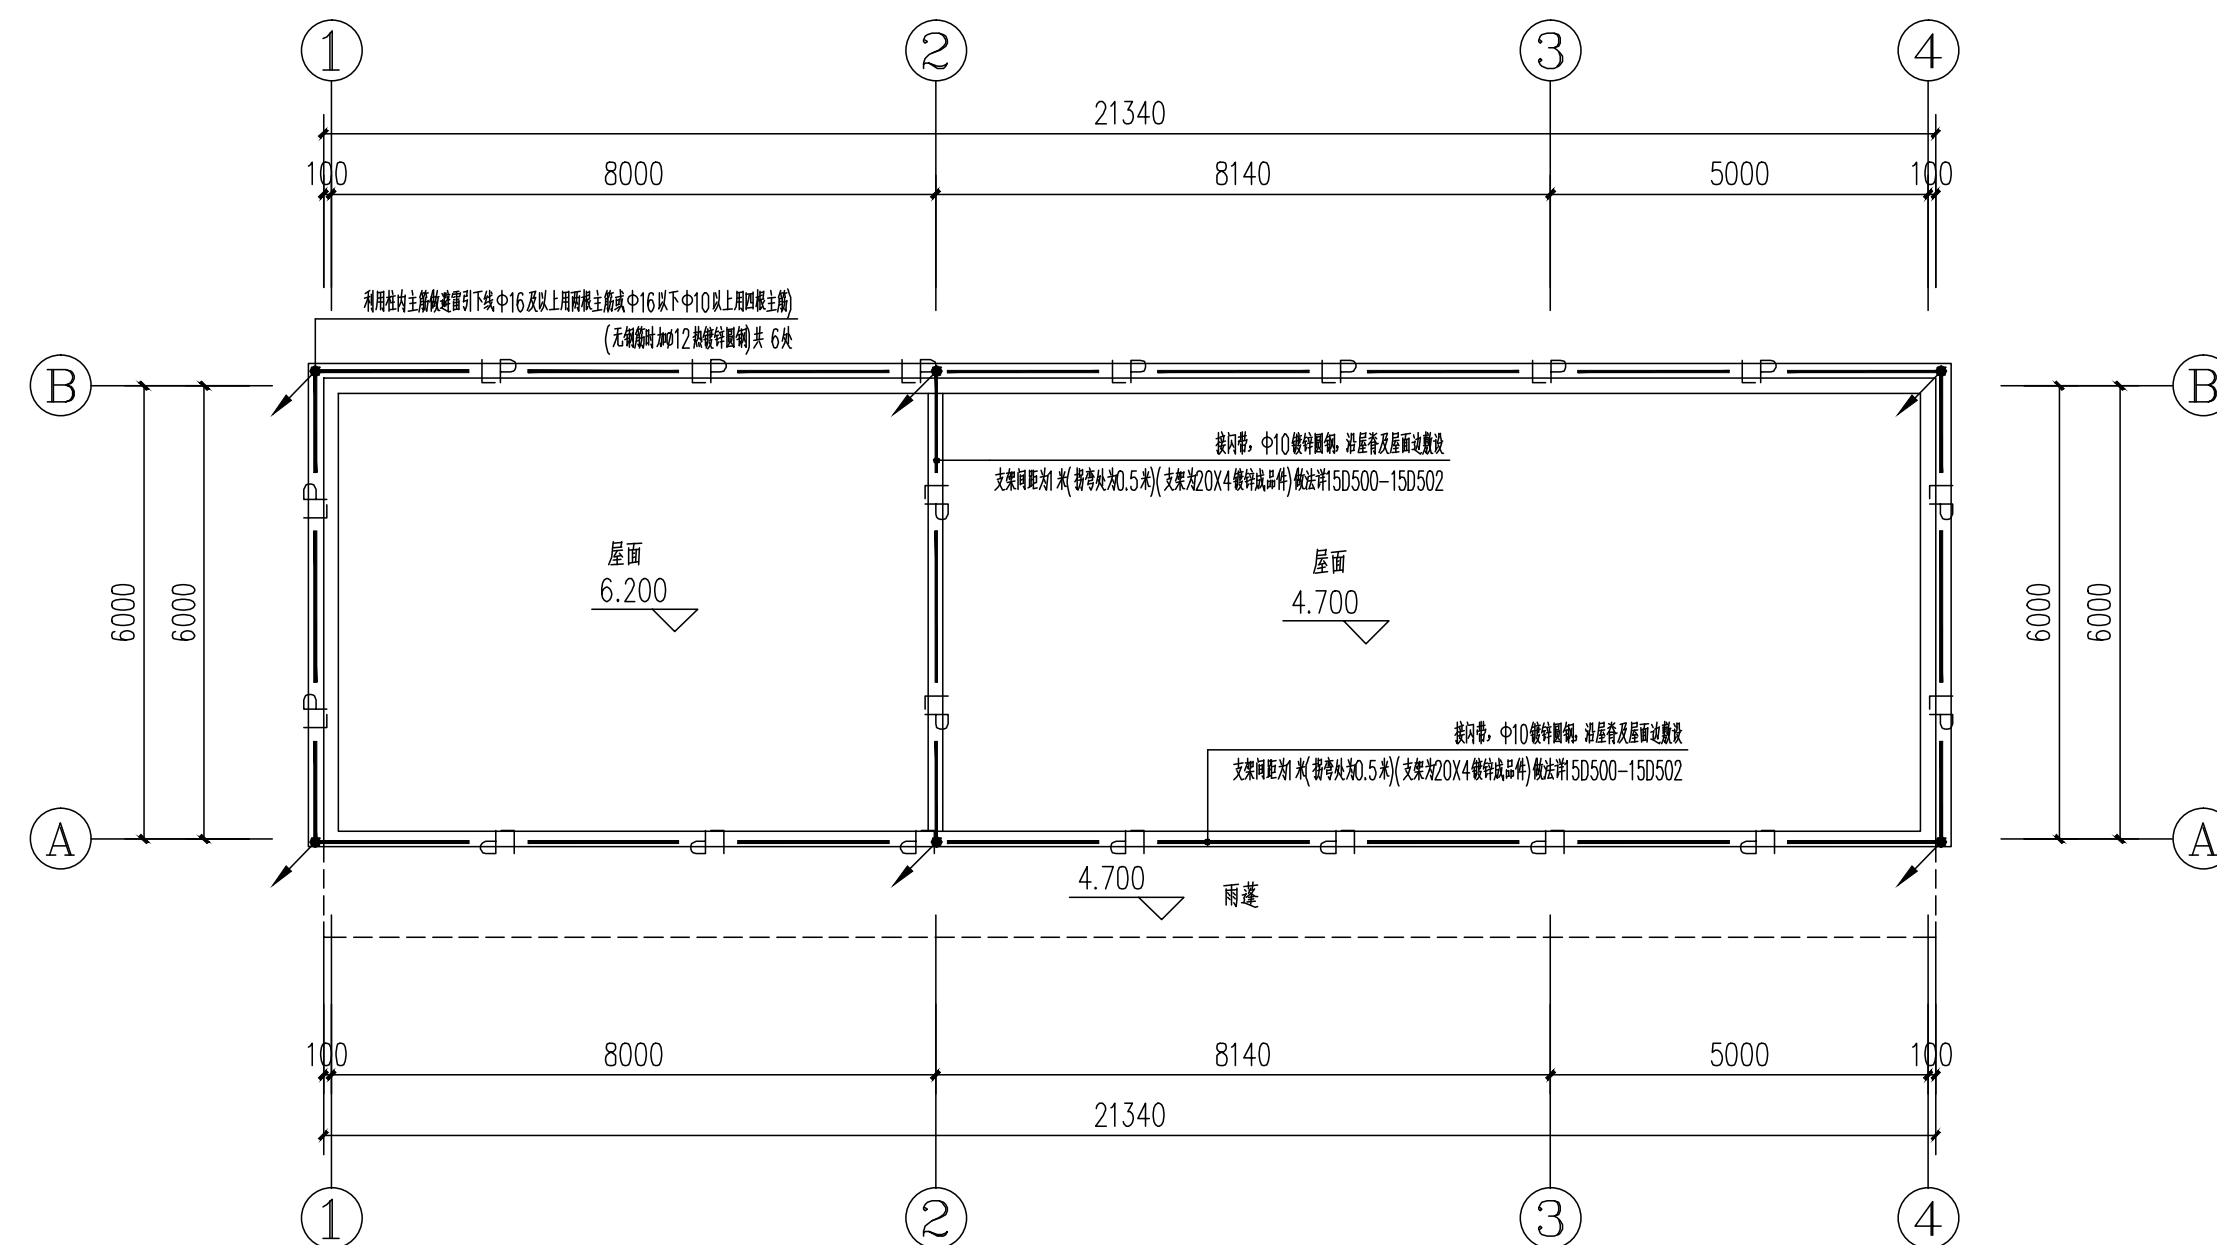 1 2 3 4
21340
100 8000 8140 5000 100
利用柱内主筋做避雷引下线Φ16及以上用两根主筋或Φ16以下Φ10以上用四根主筋)
(无钢筋时加ø12热镀锌圆钢)共 6处
LP LP LP LP LP LP LP
B B
接闪带，Φ10镀锌圆钢，沿屋脊及屋面边敷设
支架间距为1米(拐弯处为0.5米)(支架为20X4镀锌成品件)做法详15D500-15D502
LP LP LP
屋面 屋面
6.200 4.700
6000 6000 6000 6000
LP LP LP
接闪带，Φ10镀锌圆钢，沿屋脊及屋面边敷设
支架间距为1米(拐弯处为0.5米)(支架为20X4镀锌成品件)做法详15D500-15D502
A A
LP LP LP LP LP LP LP
4.700 雨蓬
100 8000 8140 5000 100
21340
1 2 3 4